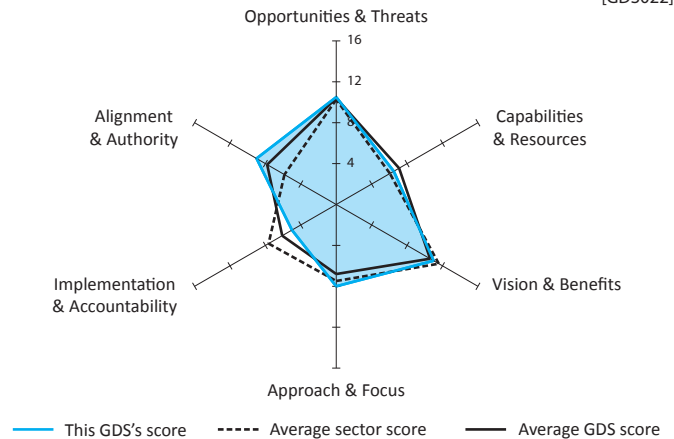 [GDS022]
Opportunities & Threats
16
12
8
4
Alignment
& Authority
Capabilities
& Resources
Implementation
& Accountability
Vision & Benefits
Approach & Focus
This GDS’s score
Average sector score
Average GDS score